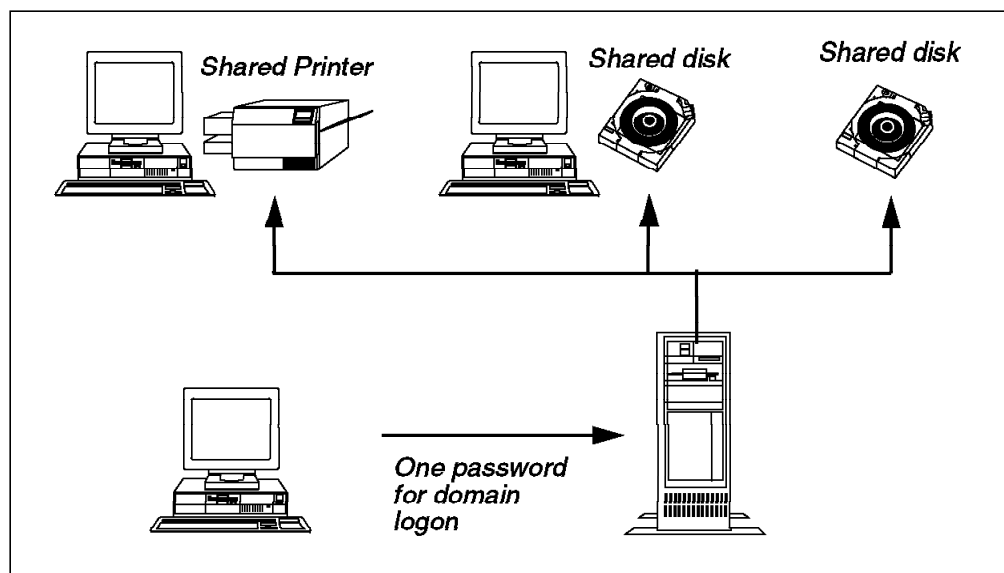 Shared Printer
Shared disk
Shared disk
One password
for domain
logon